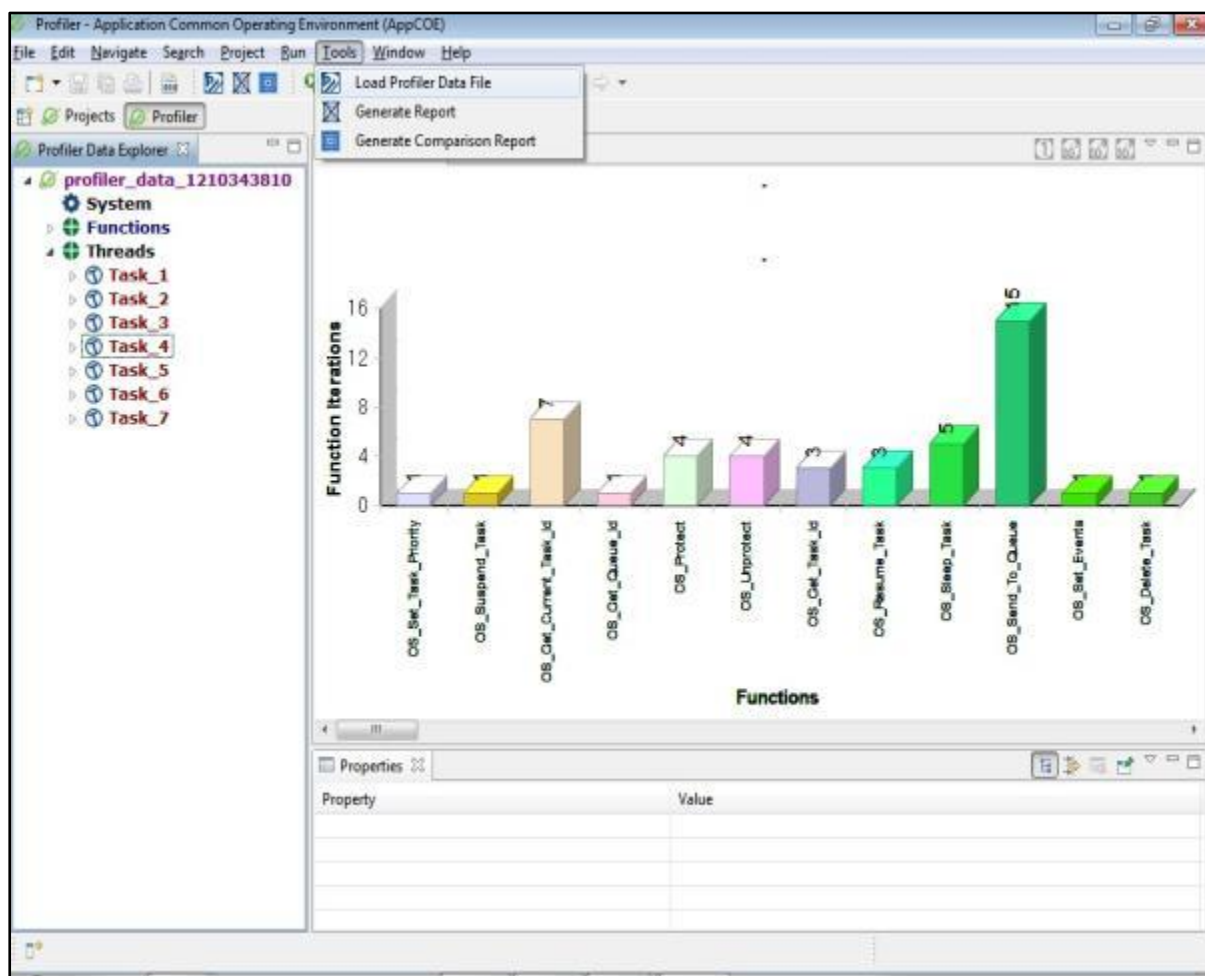 Profiler - Application Common Operating Environment (AppCOE)
File Edit Navigate Search Project Run Tools Window Help
Load Profiler Data File
Generate Report
Generate Comparison Report
Projects Profiler
Profiler Data Explorer
profiler_data_1210343810
System
Functions
Threads
Task_1
Task_2
Task_3
Task_4
Task_5
Task_6
Task_7
Function Iterations
16
12
8
4
0
1
1
7
1
4
4
3
3
5
15
1
1
OS_Set_Task_Priority
OS_Suspend_Task
OS_Get_Current_Task_Id
OS_Get_Queue_Id
OS_Protect
OS_Unprotect
OS_Get_Task_Id
OS_Resume_Task
OS_Sleep_Task
OS_Send_To_Queue
OS_Set_Events
OS_Delete_Task
Functions
Properties
Property Value